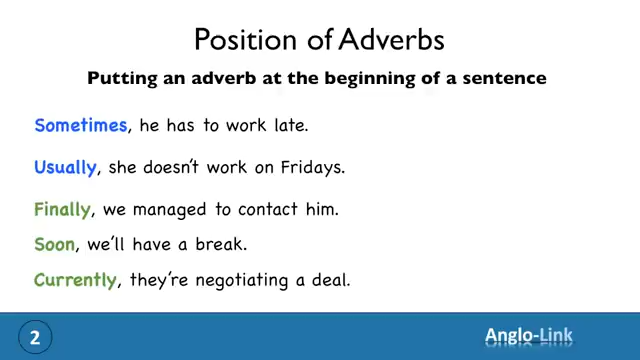 Position of Adverbs
Putting an adverb at the beginning of a sentence
Sometimes, he has to work late.
Usually, she doesn't work on Fridays.
Finally, we managed to contact him.
Soon, we'll have a break.
Currently, they're negotiating a deal.
2
Anglo-Link